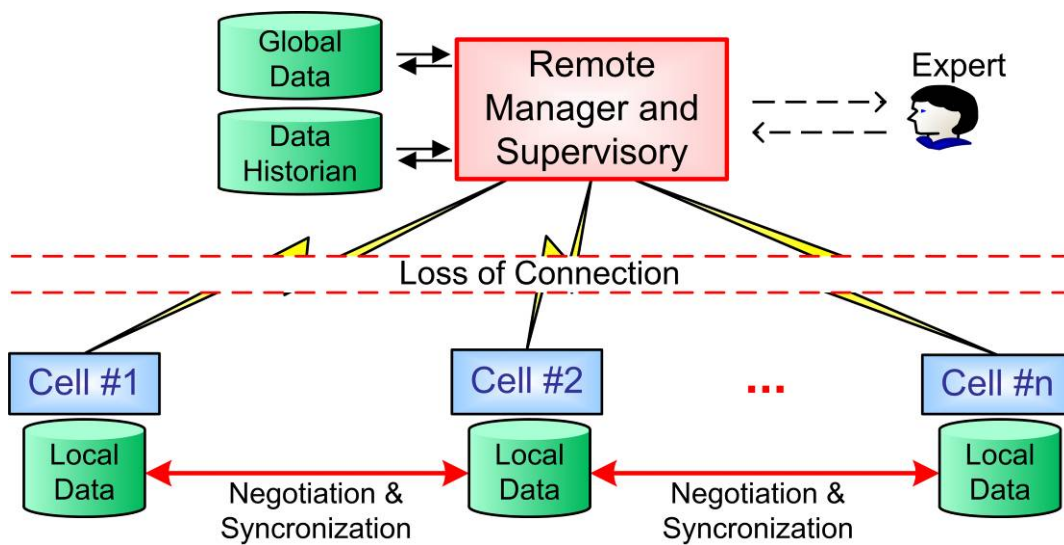 Global
Data
Data
Historian
Remote
Manager and
Supervisory
Expert
Loss of Connection
Cell #1
Cell #2
...
Cell #n
Local
Data
Negotiation &
Syncronization
Local
Data
Negotiation &
Syncronization
Local
Data